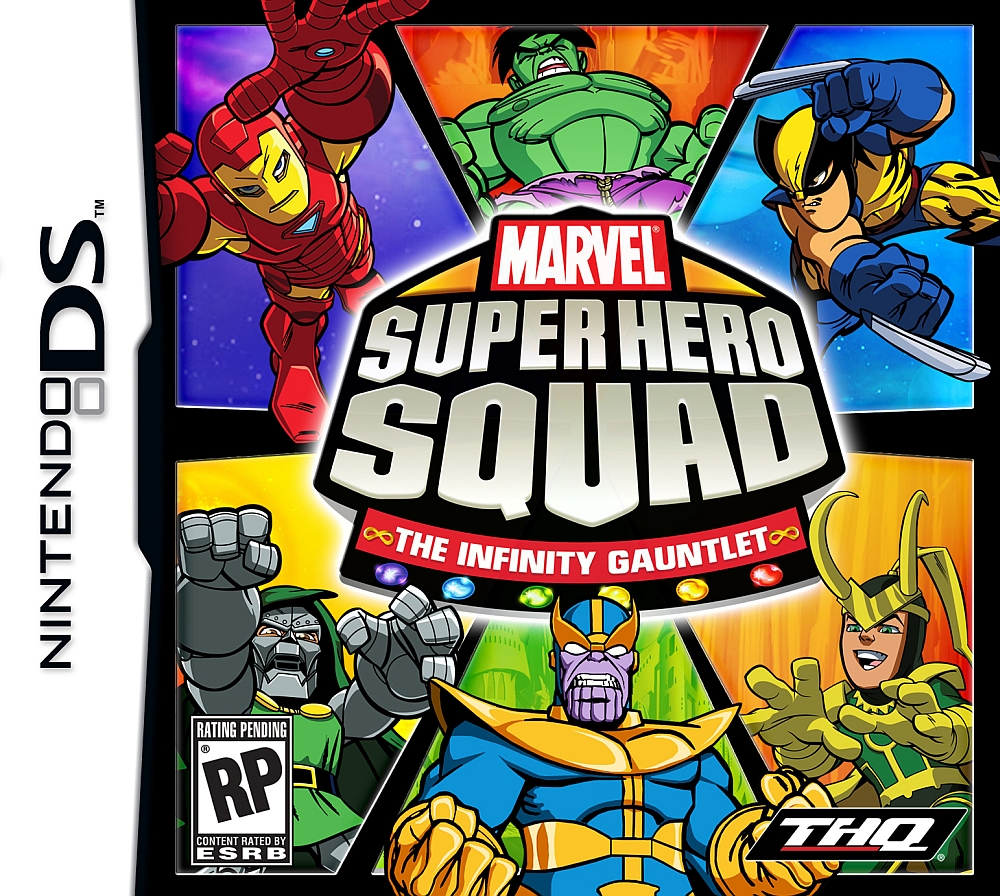 NINTENDO DS™
MARVEL®
SUPER HERO
SQUAD
THE INFINITY GAUNTLET
RATING PENDING
®
RP
CONTENT RATED BY
ESRB
THQ®